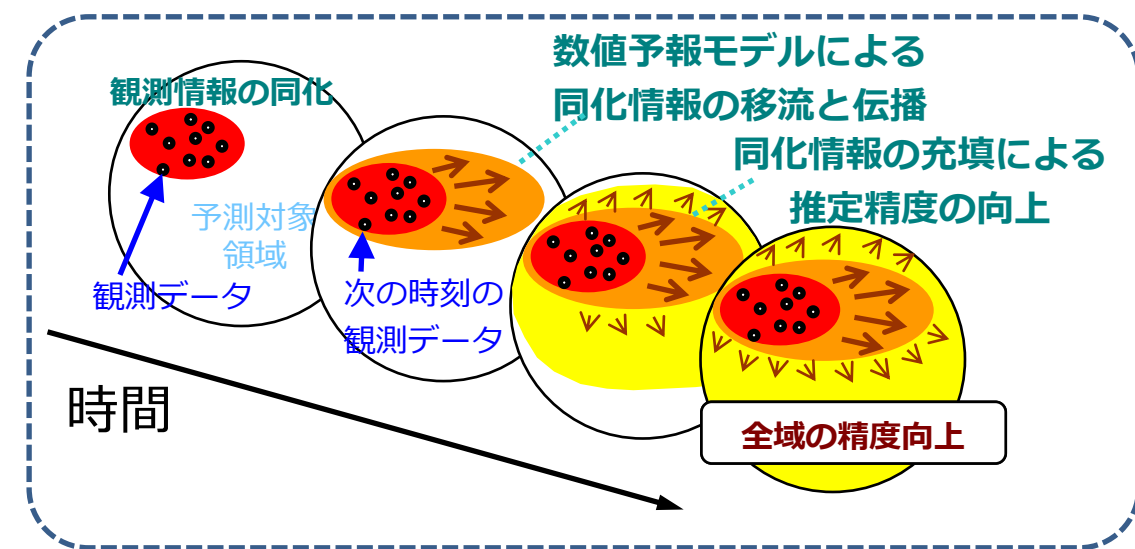 数値予報モデルによる
同化情報の移流と伝播
観測情報の同化
同化情報の充填による
推定精度の向上
予測対象
領域
観測データ
次の時刻の
観測データ
時間
全域の精度向上